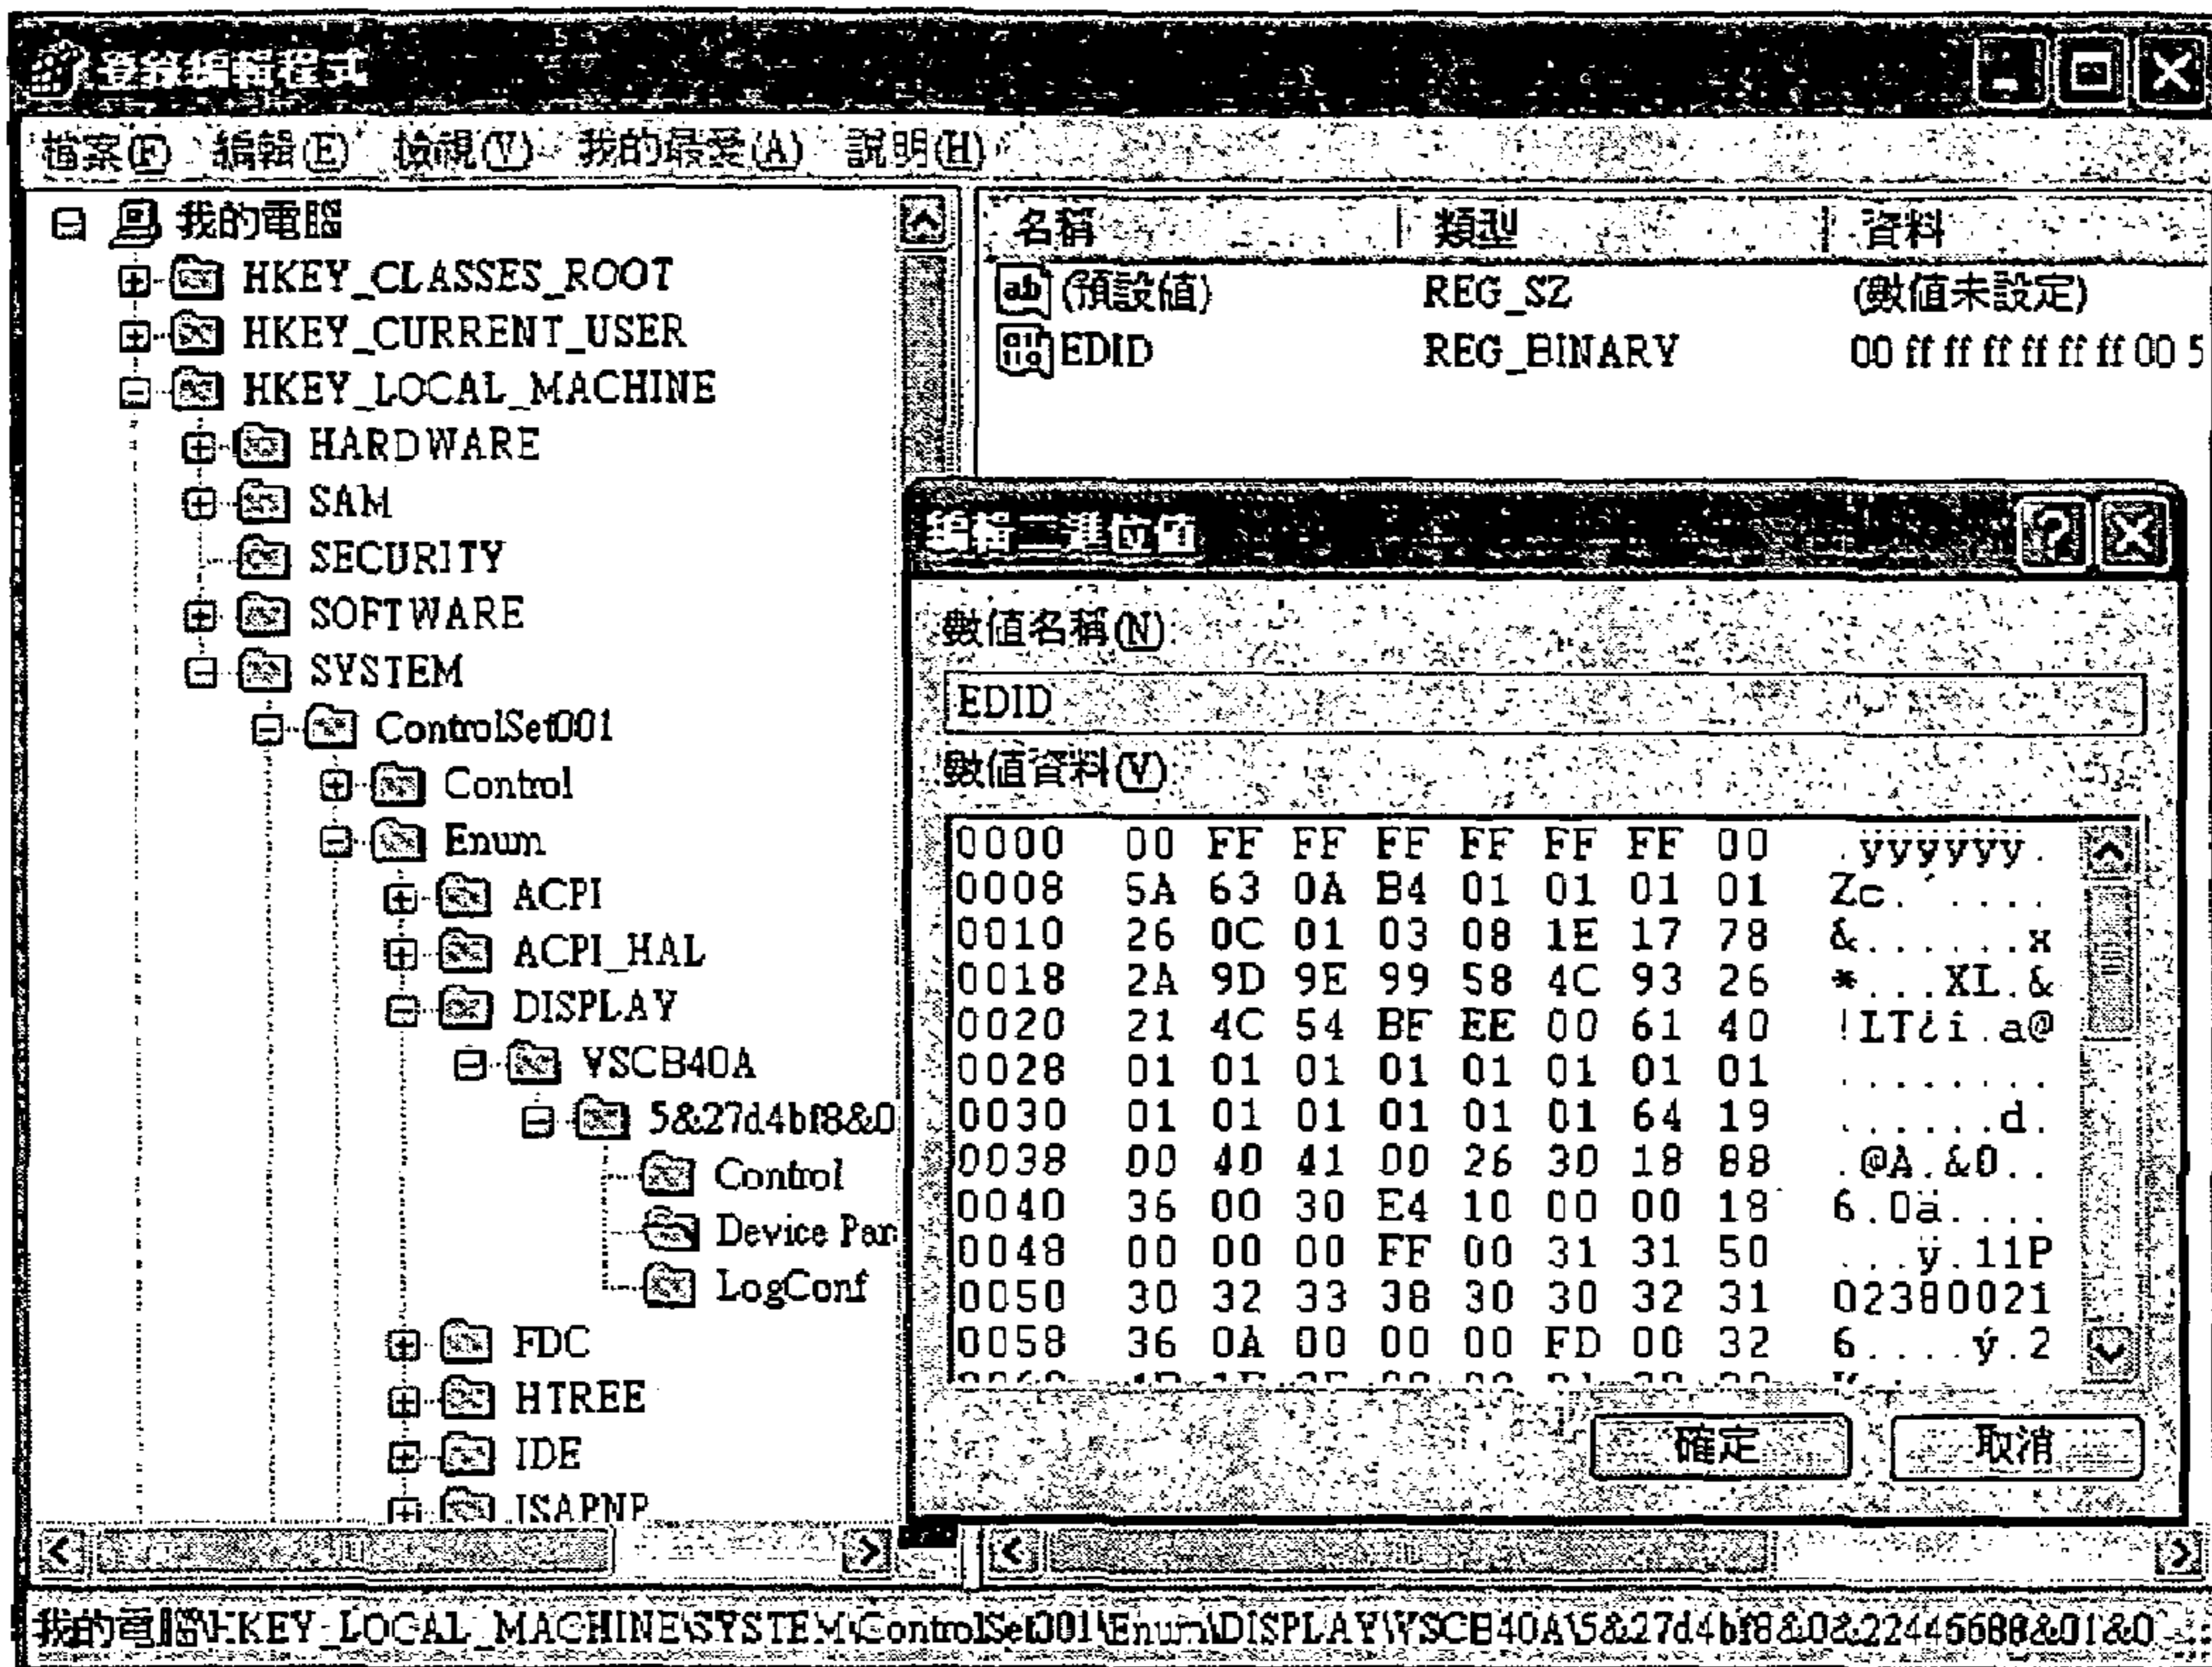 登錄編輯程式
檔案(F) 編輯(E) 檢視(V) 我的最愛(A) 說明(H)
我的電腦
HKEY_CLASSES_ROOT
HKEY_CURRENT_USER
HKEY_LOCAL_MACHINE
HARDWARE
SAM
SECURITY
SOFTWARE
SYSTEM
ControlSet001
Control
Enum
ACPI
ACPI_HAL
DISPLAY
VSCB40A
5&27d4bf8&0
Control
Device Par
LogConf
FDC
HTREE
IDE
ISAPNP
名稱 類型 資料
(預設值) REG_SZ (數值未設定)
EDID REG_BINARY 00 ff ff ff ff ff ff 00 5
編輯二進位值
數值名稱(N):
EDID
數值資料(V):
0000 00 FF FF FF FF FF FF 00 .ÿÿÿÿÿÿ.
0008 5A 63 0A B4 01 01 01 01 Zc.´....
0010 26 0C 01 03 08 1E 17 78 &......x
0018 2A 9D 9E 99 58 4C 93 26 *...XL.&
0020 21 4C 54 BF EE 00 61 40 !LT¿î.a@
0028 01 01 01 01 01 01 01 01 ........
0030 01 01 01 01 01 01 64 19 ......d.
0038 00 40 41 00 26 30 18 88 .@A.&0..
0040 36 00 30 E4 10 00 00 18 6.0ä....
0048 00 00 00 FF 00 31 31 50 ...ÿ.11P
0050 30 32 33 38 30 30 32 31 02380021
0058 36 0A 00 00 00 FD 00 32 6....ý.2
確定 取消
我的電腦\HKEY_LOCAL_MACHINE\SYSTEM\ControlSet001\Enum\DISPLAY\VSCB40A\5&27d4bf8&0&22446688&01&0